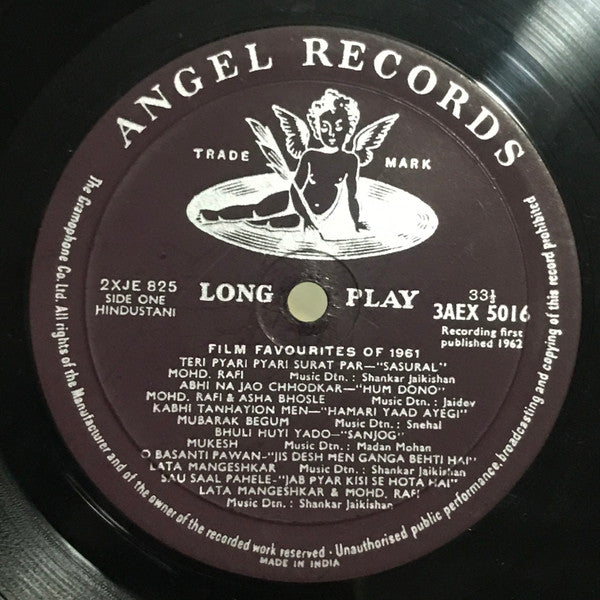 ANGEL RECORDS
TRADE MARK
2XJE 825
SIDE ONE
HINDUSTANI
LONG PLAY
33⅓
3AEX 5016
Recording first
published 1962
FILM FAVOURITES OF 1961
TERI PYARI PYARI SURAT PAR—"SASURAL"
MOHD. RAFI Music Dtn. : Shankar Jaikishan
ABHI NA JAO CHHODKAR—"HUM DONO"
MOHD. RAFI & ASHA BHOSLE Music Dtn. : Jaidev
KABHI TANHAYION MEN—"HAMARI YAAD AYEGI"
MUBARAK BEGUM Music Dtn. : Snehal
BHULI HUYI YADO—"SANJOG"
MUKESH Music Dtn. : Madan Mohan
O BASANTI PAWAN—"JIS DESH MEN GANGA BEHTI HAI"
LATA MANGESHKAR Music Dtn. : Shankar Jaikishan
SAU SAAL PAHELE—"JAB PYAR KISI SE HOTA HAI"
LATA MANGESHKAR & MOHD. RAFI
Music Dtn. : Shankar Jaikishan
The Gramophone Co. Ltd. All rights of the Manufacturer and of the owner of the recorded work reserved · Unauthorised public performance, broadcasting and copying of this record prohibited
MADE IN INDIA